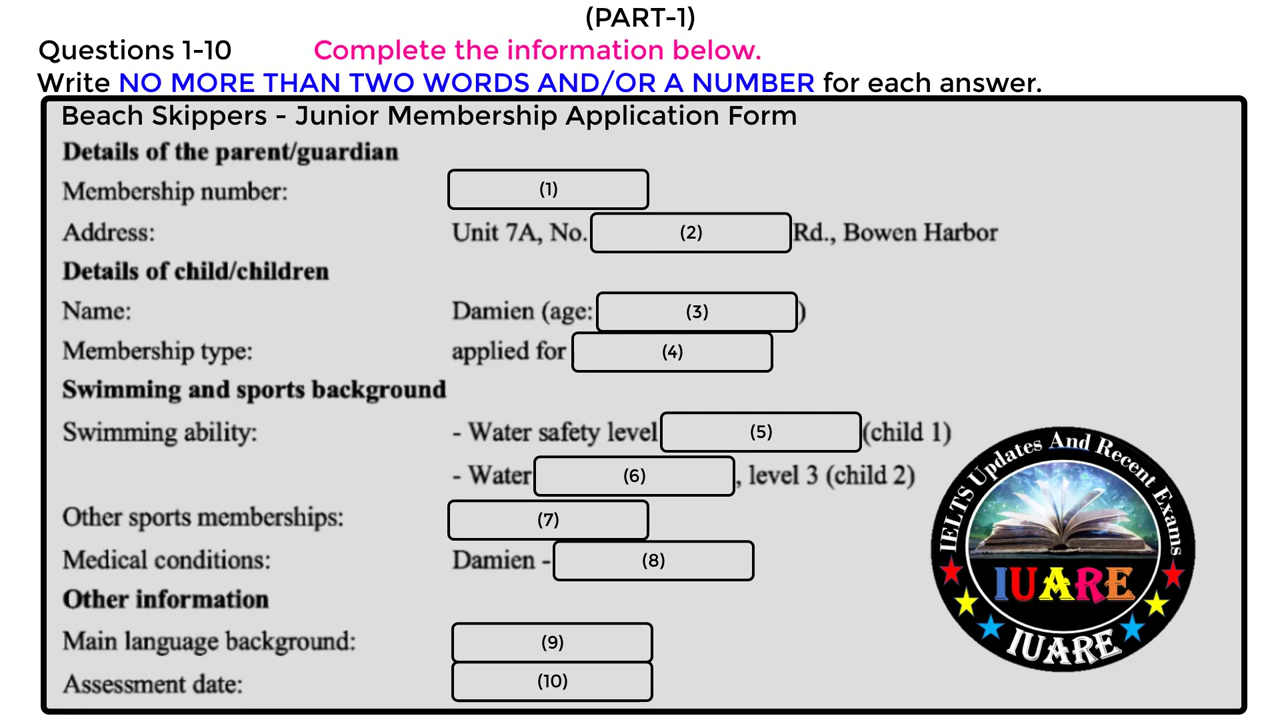 (PART-1)
Questions 1-10 Complete the information below.
Write NO MORE THAN TWO WORDS AND/OR A NUMBER for each answer.
Beach Skippers - Junior Membership Application Form
Details of the parent/guardian
Membership number: (1)
Address: Unit 7A, No. (2) Rd., Bowen Harbor
Details of child/children
Name: Damien (age: (3) )
Membership type: applied for (4)
Swimming and sports background
Swimming ability: - Water safety level (5) (child 1)
- Water (6) , level 3 (child 2)
Other sports memberships: (7)
Medical conditions: Damien - (8)
Other information
Main language background: (9)
Assessment date: (10)
IELTS Updates And Recent Exams
IUARE
IUARE